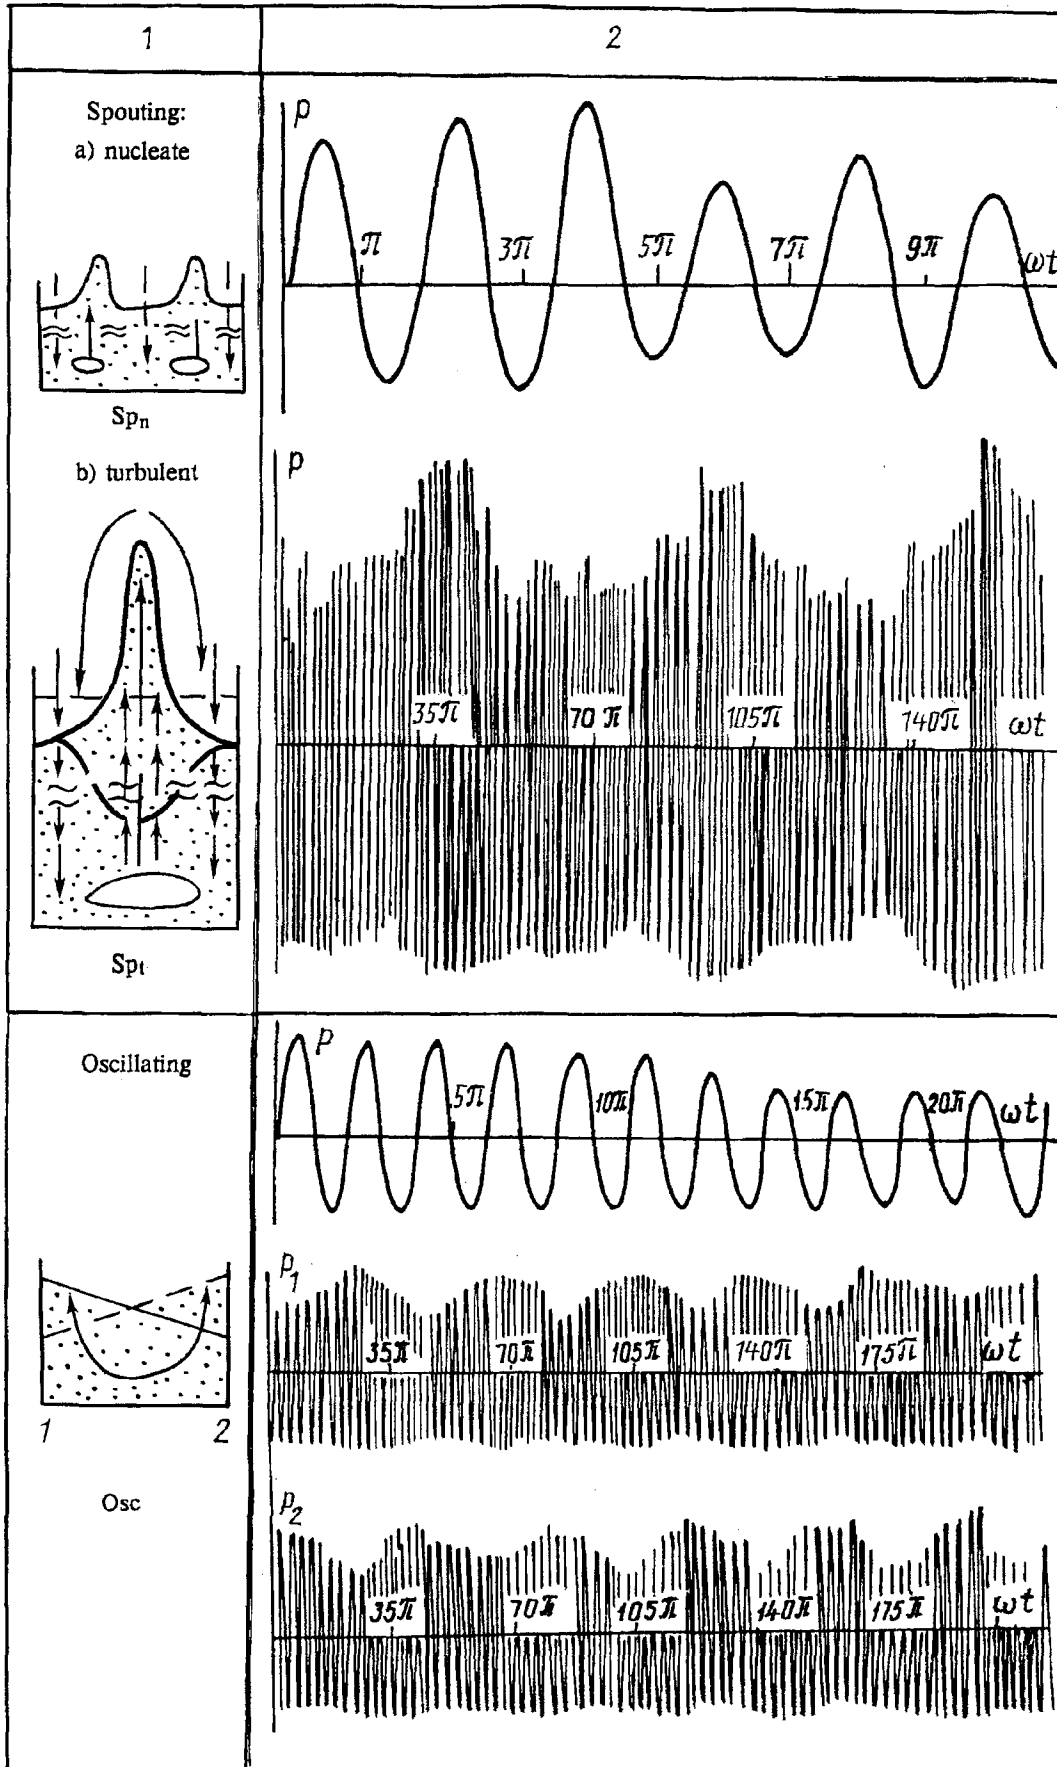 1
2
Spouting:
a) nucleate
Spn
p
π
3π
5π
7π
9π
ωt
b) turbulent
Spt
p
35π
70π
105π
140π
ωt
Oscillating
1
2
Osc
p
5π
10π
15π
20π
ωt
p1
35π
70π
105π
140π
175π
ωt
p2
35π
70π
105π
140π
175π
ωt